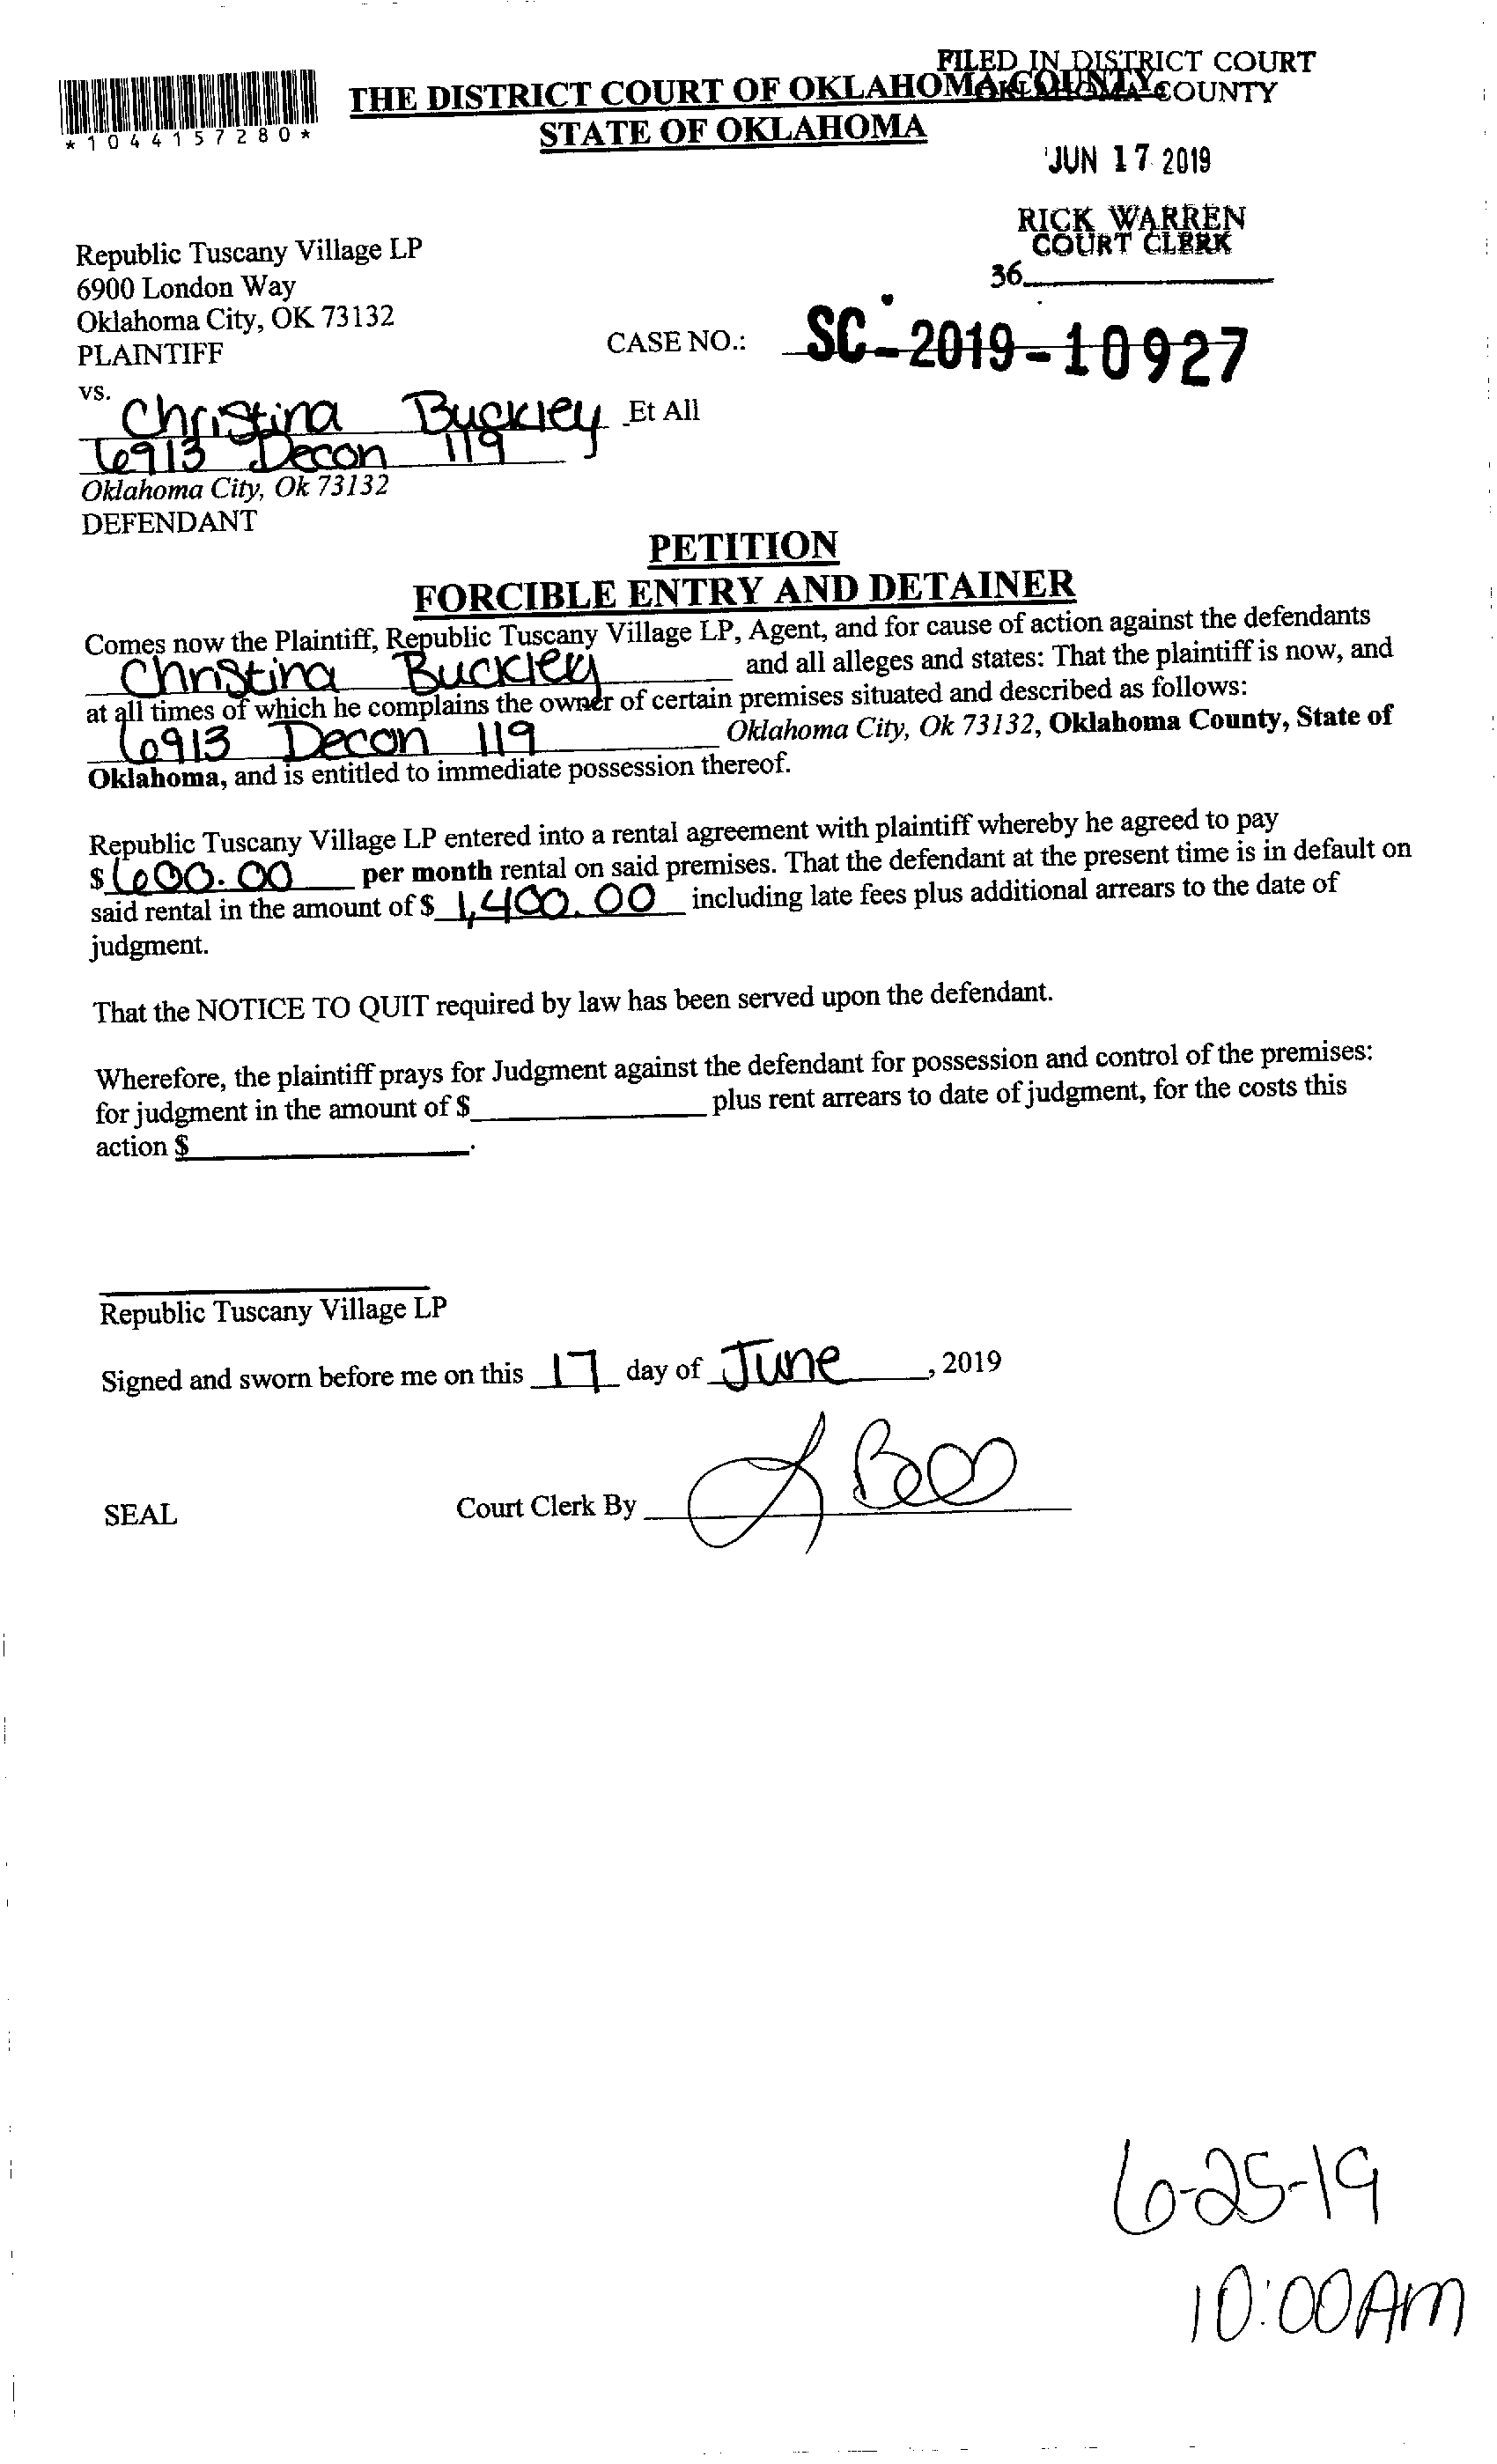 FILED IN DISTRICT COURT
OKLAHOMA COUNTY
THE DISTRICT COURT OF OKLAHOMA COUNTY
STATE OF OKLAHOMA
*1044157280*
JUN 17 2019
RICK WARREN
COURT CLERK
36
Republic Tuscany Village LP
6900 London Way
Oklahoma City, OK 73132
PLAINTIFF
CASE NO.: SC-2019-10927
vs.
Christina Buckley Et All
6913 Decon 119
Oklahoma City, Ok 73132
DEFENDANT
PETITION
FORCIBLE ENTRY AND DETAINER
Comes now the Plaintiff, Republic Tuscany Village LP, Agent, and for cause of action against the defendants
Christina Buckley and all alleges and states: That the plaintiff is now, and
at all times of which he complains the owner of certain premises situated and described as follows:
6913 Decon 119 Oklahoma City, Ok 73132, Oklahoma County, State of
Oklahoma, and is entitled to immediate possession thereof.
Republic Tuscany Village LP entered into a rental agreement with plaintiff whereby he agreed to pay
$ 600.00 per month rental on said premises. That the defendant at the present time is in default on
said rental in the amount of $ 1,400.00 including late fees plus additional arrears to the date of
judgment.
That the NOTICE TO QUIT required by law has been served upon the defendant.
Wherefore, the plaintiff prays for Judgment against the defendant for possession and control of the premises:
for judgment in the amount of $ plus rent arrears to date of judgment, for the costs this
action $ .
Republic Tuscany Village LP
Signed and sworn before me on this 17 day of June, 2019
SEAL
Court Clerk By
6-25-19
10:00AM